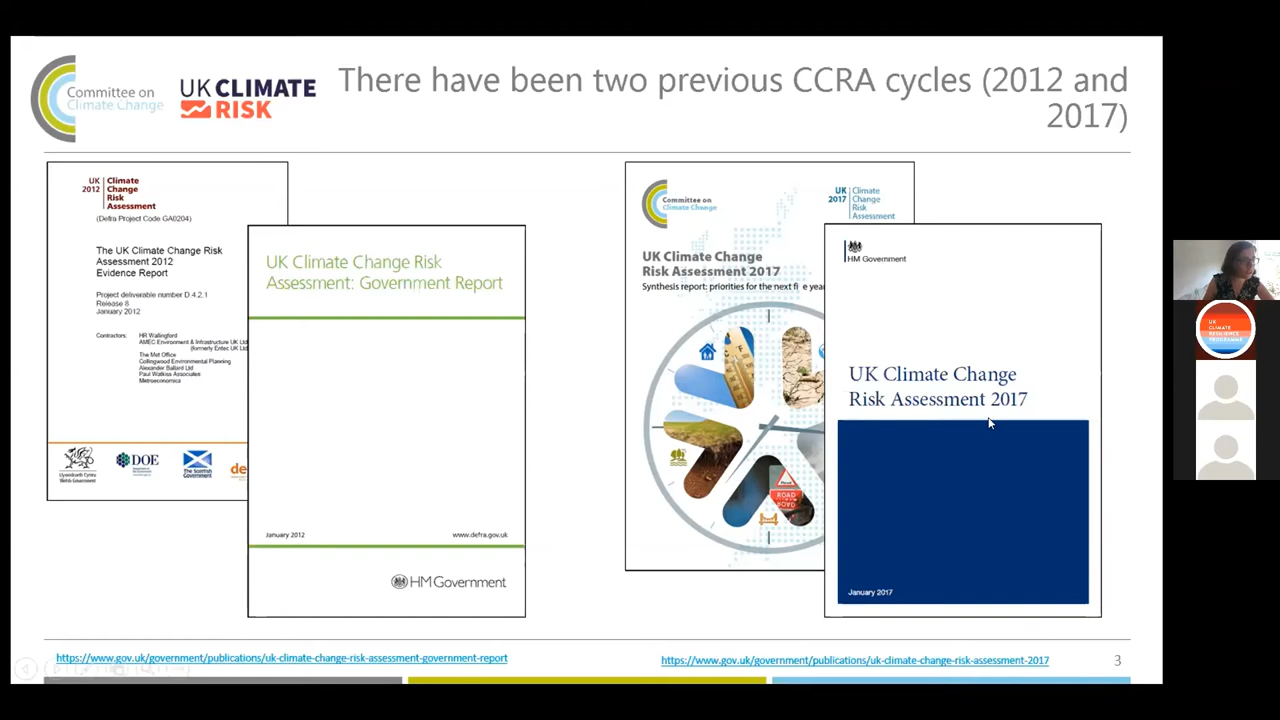 Committee on
Climate Change
UK CLIMATE
RISK
There have been two previous CCRA cycles (2012 and
2017)
UK
2012
Climate
Change
Risk
Assessment
(Defra Project Code GA0204)
The UK Climate Change Risk
Assessment 2012
Evidence Report
Project deliverable number D.4.2.1
Release 8
January 2012
Contractors:
HR Wallingford
AMEC Environment & Infrastructure UK Ltd
(formerly Entec UK Ltd)
The Met Office
Collingwood Environmental Planning
Alexander Ballard Ltd
Paul Watkiss Associates
Metroeconomica
Llywodraeth Cymru
Welsh Government
DOE
The Scottish
Government
de
UK Climate Change Risk
Assessment: Government Report
January 2012
www.defra.gov.uk
HM Government
Committee on
Climate Change
UK
2017
Climate
Change
Risk
Assessment
UK Climate Change
Risk Assessment 2017
Synthesis report: priorities for the next fi e year
ROAD
HM Government
UK Climate Change
Risk Assessment 2017
January 2017
https://www.gov.uk/government/publications/uk-climate-change-risk-assessment-government-report
https://www.gov.uk/government/publications/uk-climate-change-risk-assessment-2017
3
UK
CLIMATE
RESILIENCE
PROGRAMME